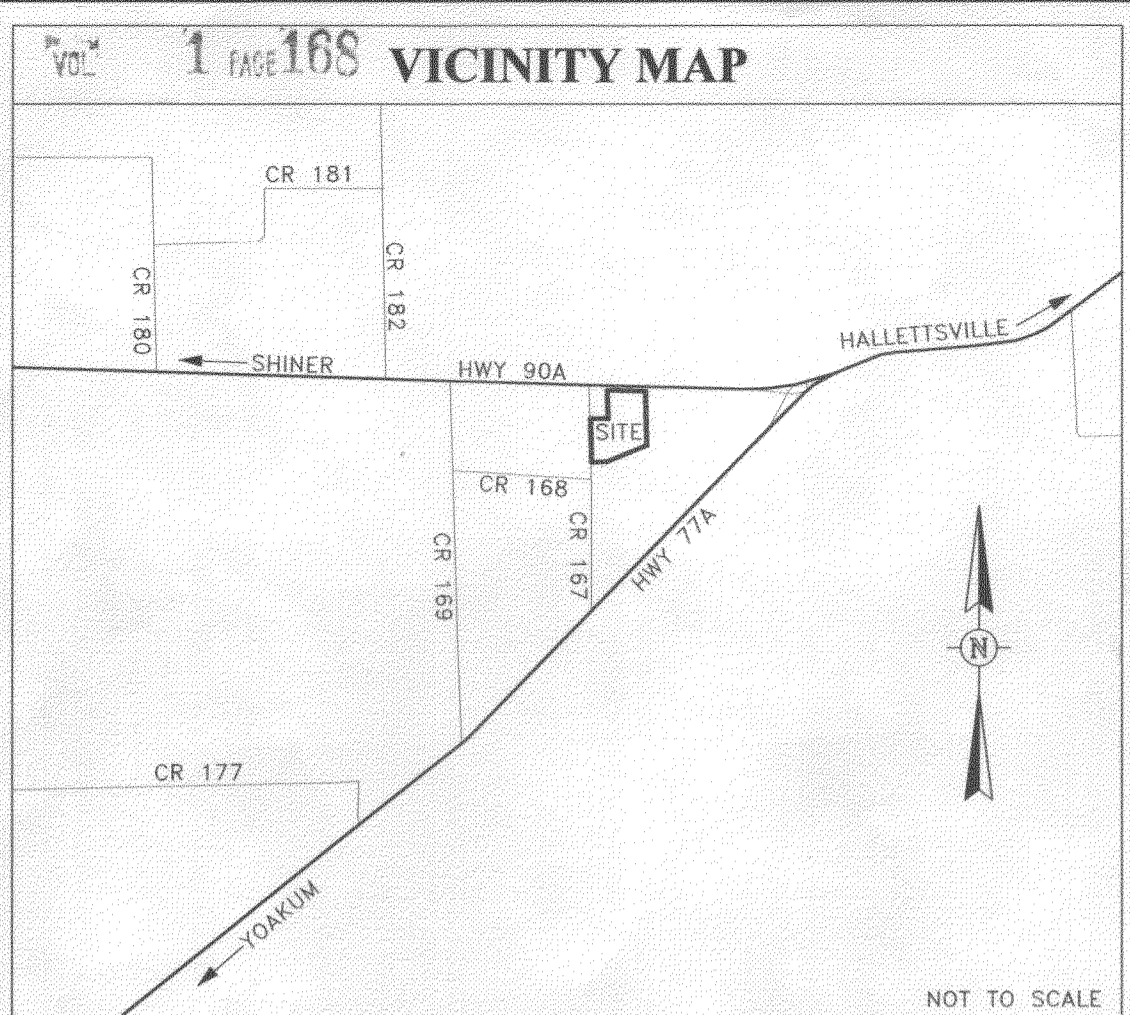 VOL 1 PAGE 168 VICINITY MAP
CR 181
CR 180
CR 182
SHINER
HWY 90A
HALLETTSVILLE
SITE
CR 168
CR 167
CR 169
HWY 77A
N
CR 177
YOAKUM
NOT TO SCALE